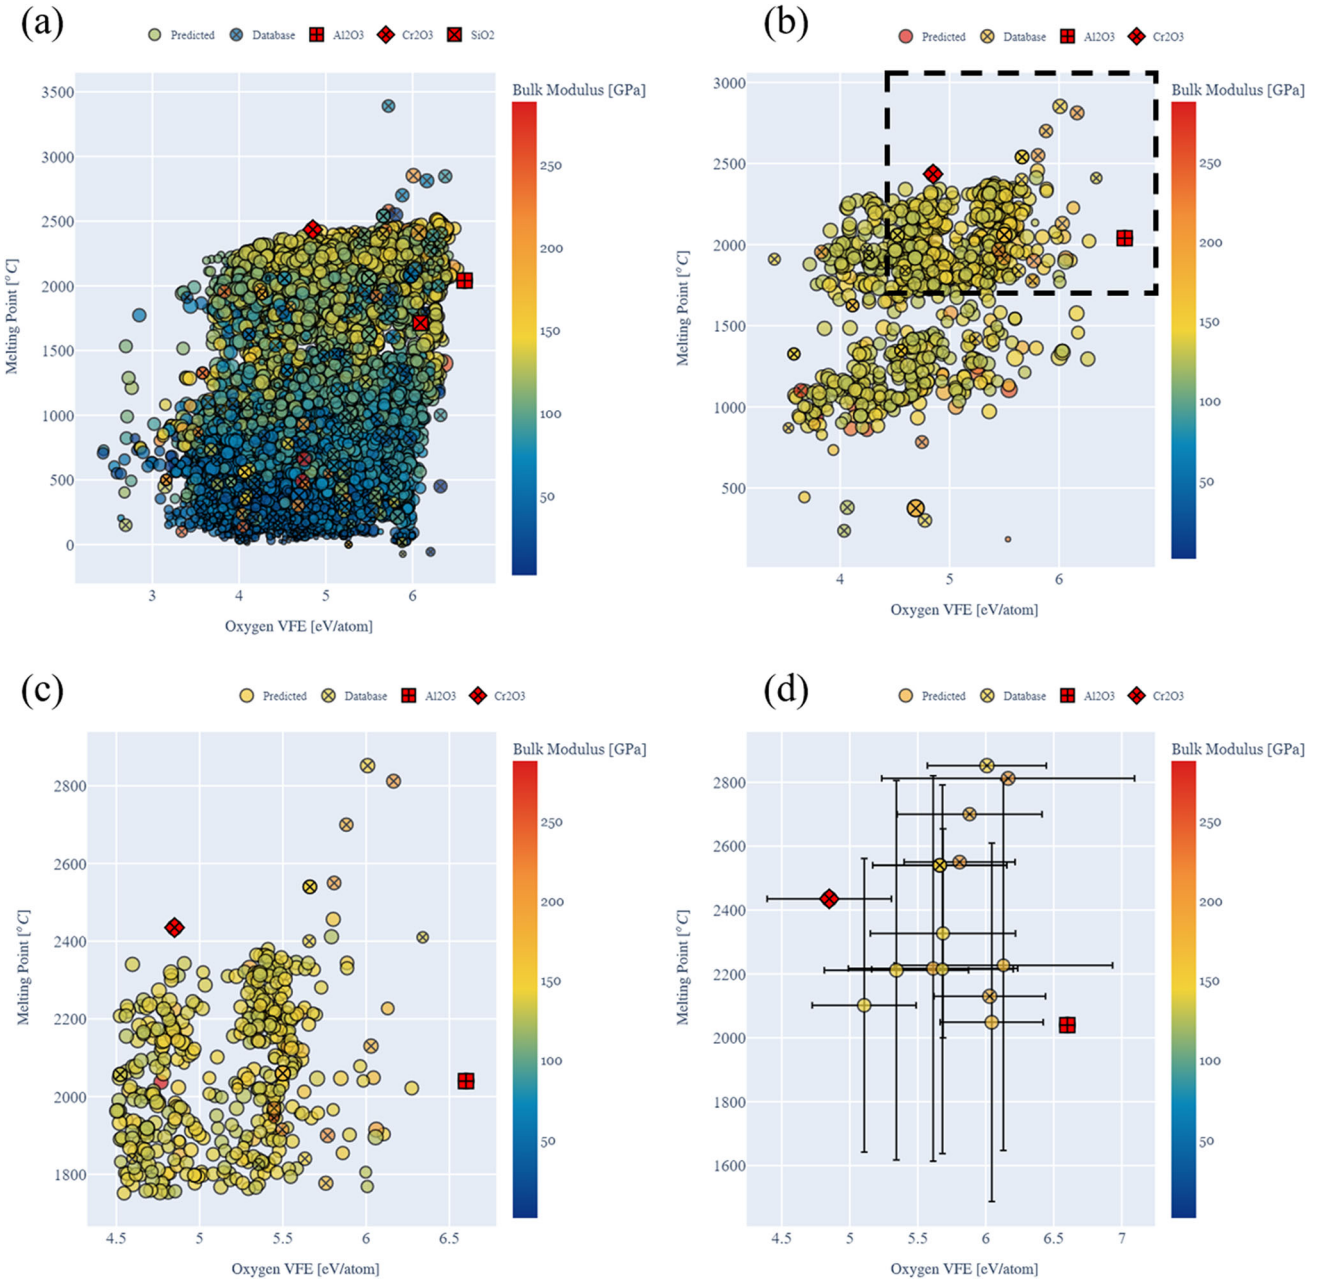 (a)
Predicted Database Al2O3 Cr2O3 SiO2
Bulk Modulus [GPa]
3500
3000
2500
2000
1500
1000
500
0
Melting Point [°C]
3 4 5 6
Oxygen VFE [eV/atom]
250
200
150
100
50
(b)
Predicted Database Al2O3 Cr2O3
Bulk Modulus [GPa]
3000
2500
2000
1500
1000
500
Melting Point [°C]
4 5 6
Oxygen VFE [eV/atom]
250
200
150
100
50
(c)
Predicted Database Al2O3 Cr2O3
Bulk Modulus [GPa]
2800
2600
2400
2200
2000
1800
Melting Point [°C]
4.5 5 5.5 6 6.5
Oxygen VFE [eV/atom]
250
200
150
100
50
(d)
Predicted Database Al2O3 Cr2O3
Bulk Modulus [GPa]
2800
2600
2400
2200
2000
1800
1600
Melting Point [°C]
4.5 5 5.5 6 6.5 7
Oxygen VFE [eV/atom]
250
200
150
100
50